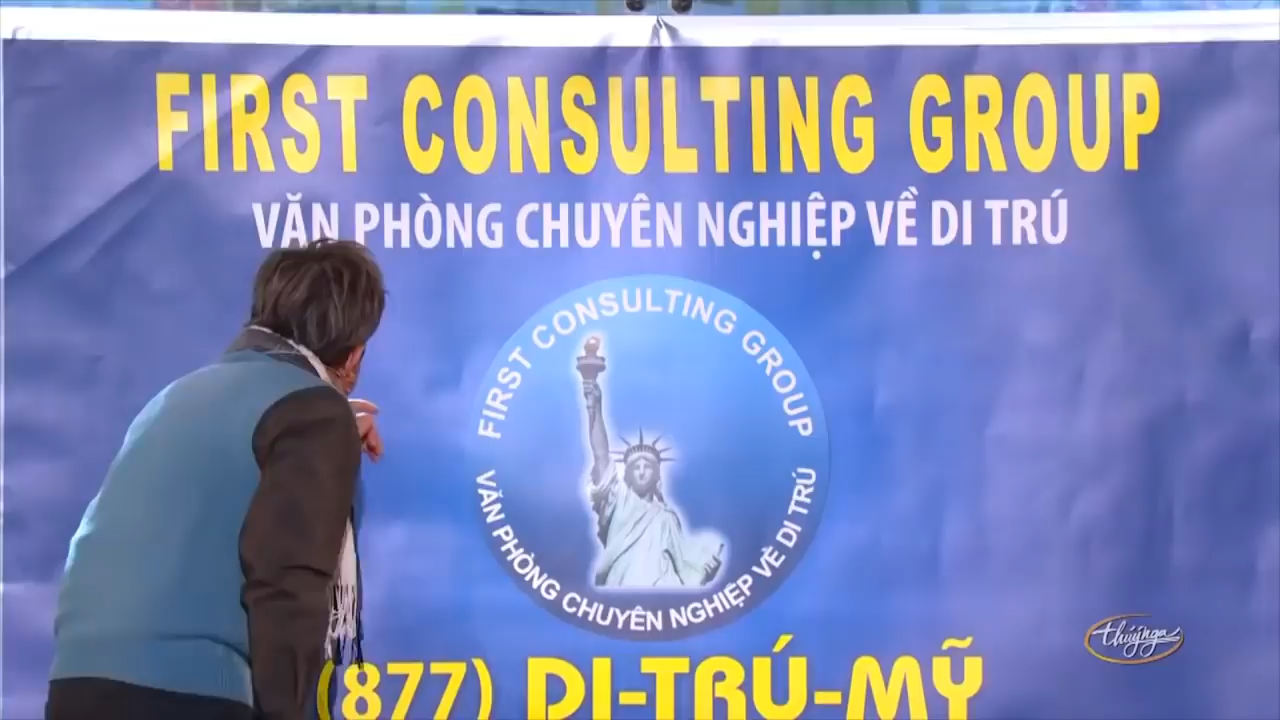 FIRST CONSULTING GROUP
VĂN PHÒNG CHUYÊN NGHIỆP VỀ DI TRÚ
FIRST CONSULTING GROUP
VĂN PHÒNG CHUYÊN NGHIỆP VỀ DI TRÚ
(877) DI-TRÚ-MỸ
thúynga